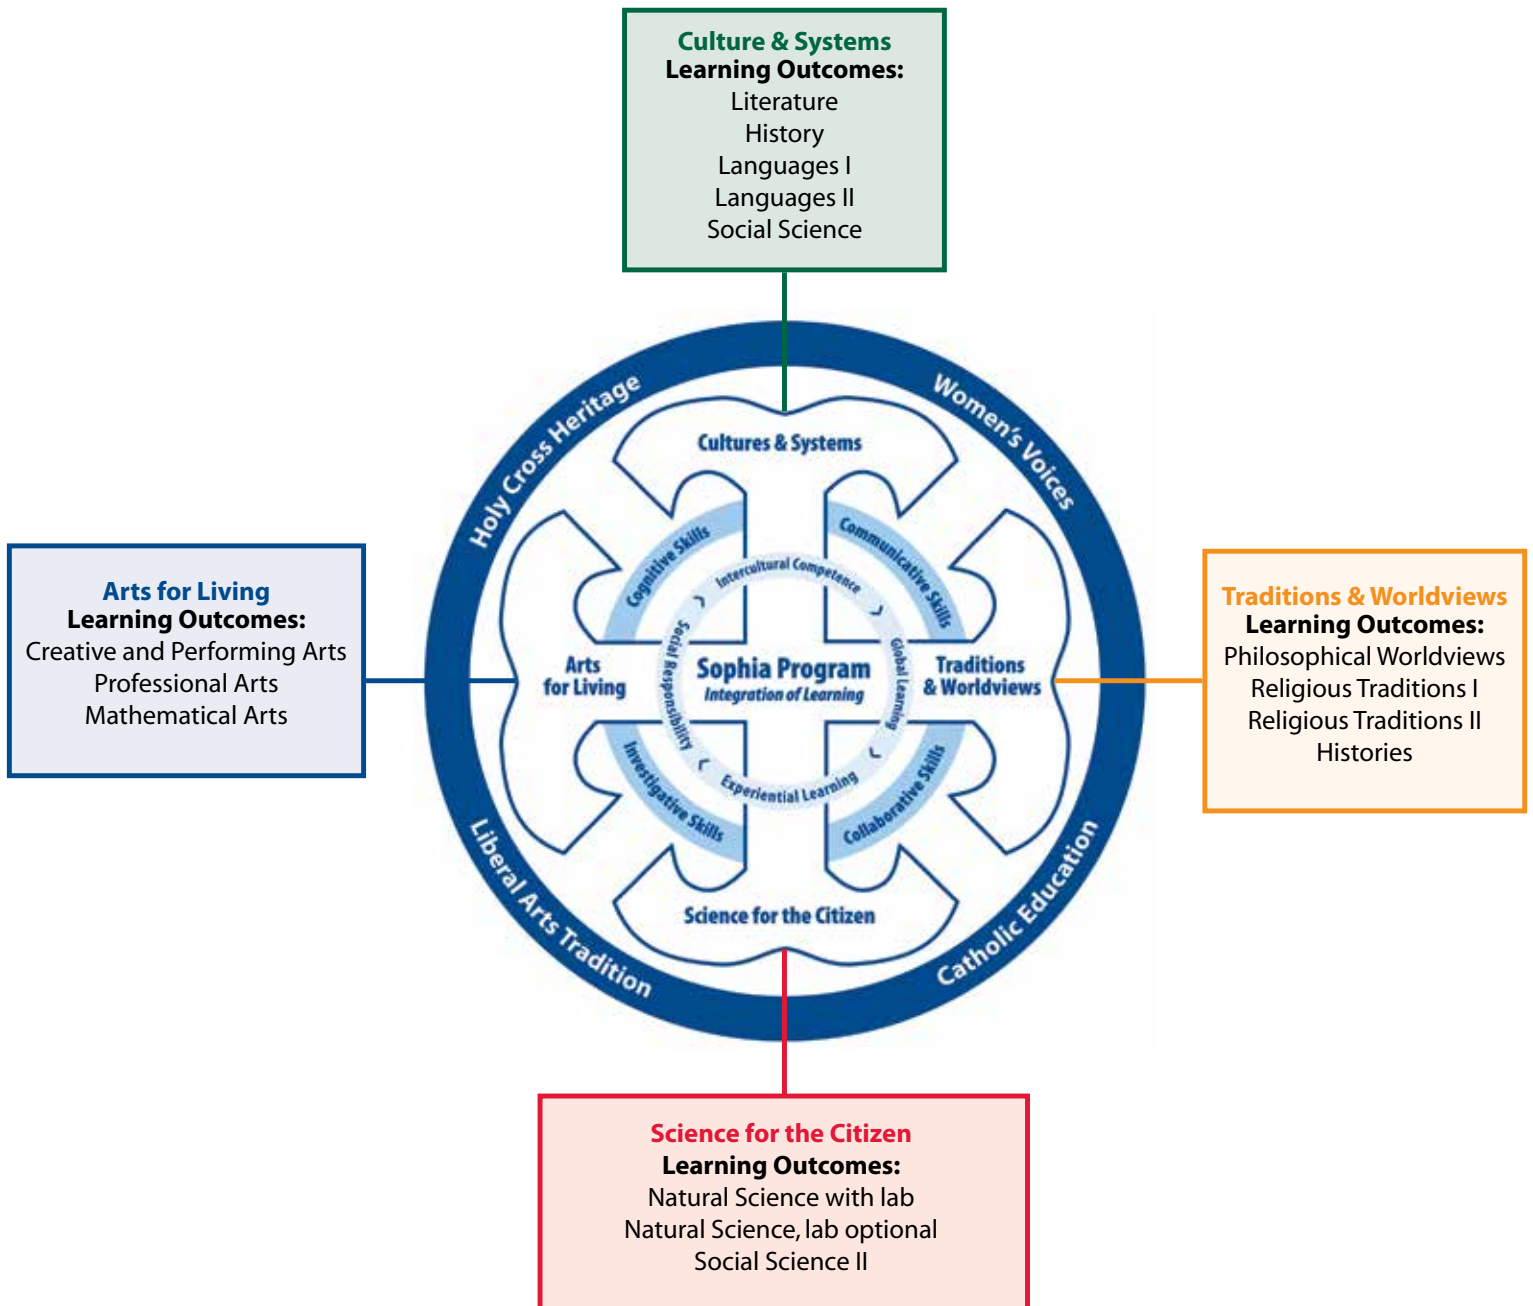 Culture & Systems
Learning Outcomes:
Literature
History
Languages I
Languages II
Social Science
Holy Cross Heritage
Women's Voices
Cultures & Systems
Cognitive Skills
Communicative Skills
Intercultural Competence
Arts for Living
Learning Outcomes:
Creative and Performing Arts
Professional Arts
Mathematical Arts
Arts
for Living
Social Responsibility
Sophia Program
Integration of Learning
Global Learning
Traditions
& Worldviews
Traditions & Worldviews
Learning Outcomes:
Philosophical Worldviews
Religious Traditions I
Religious Traditions II
Histories
Experiential Learning
Investigative Skills
Collaborative Skills
Science for the Citizen
Liberal Arts Tradition
Catholic Education
Science for the Citizen
Learning Outcomes:
Natural Science with lab
Natural Science, lab optional
Social Science II